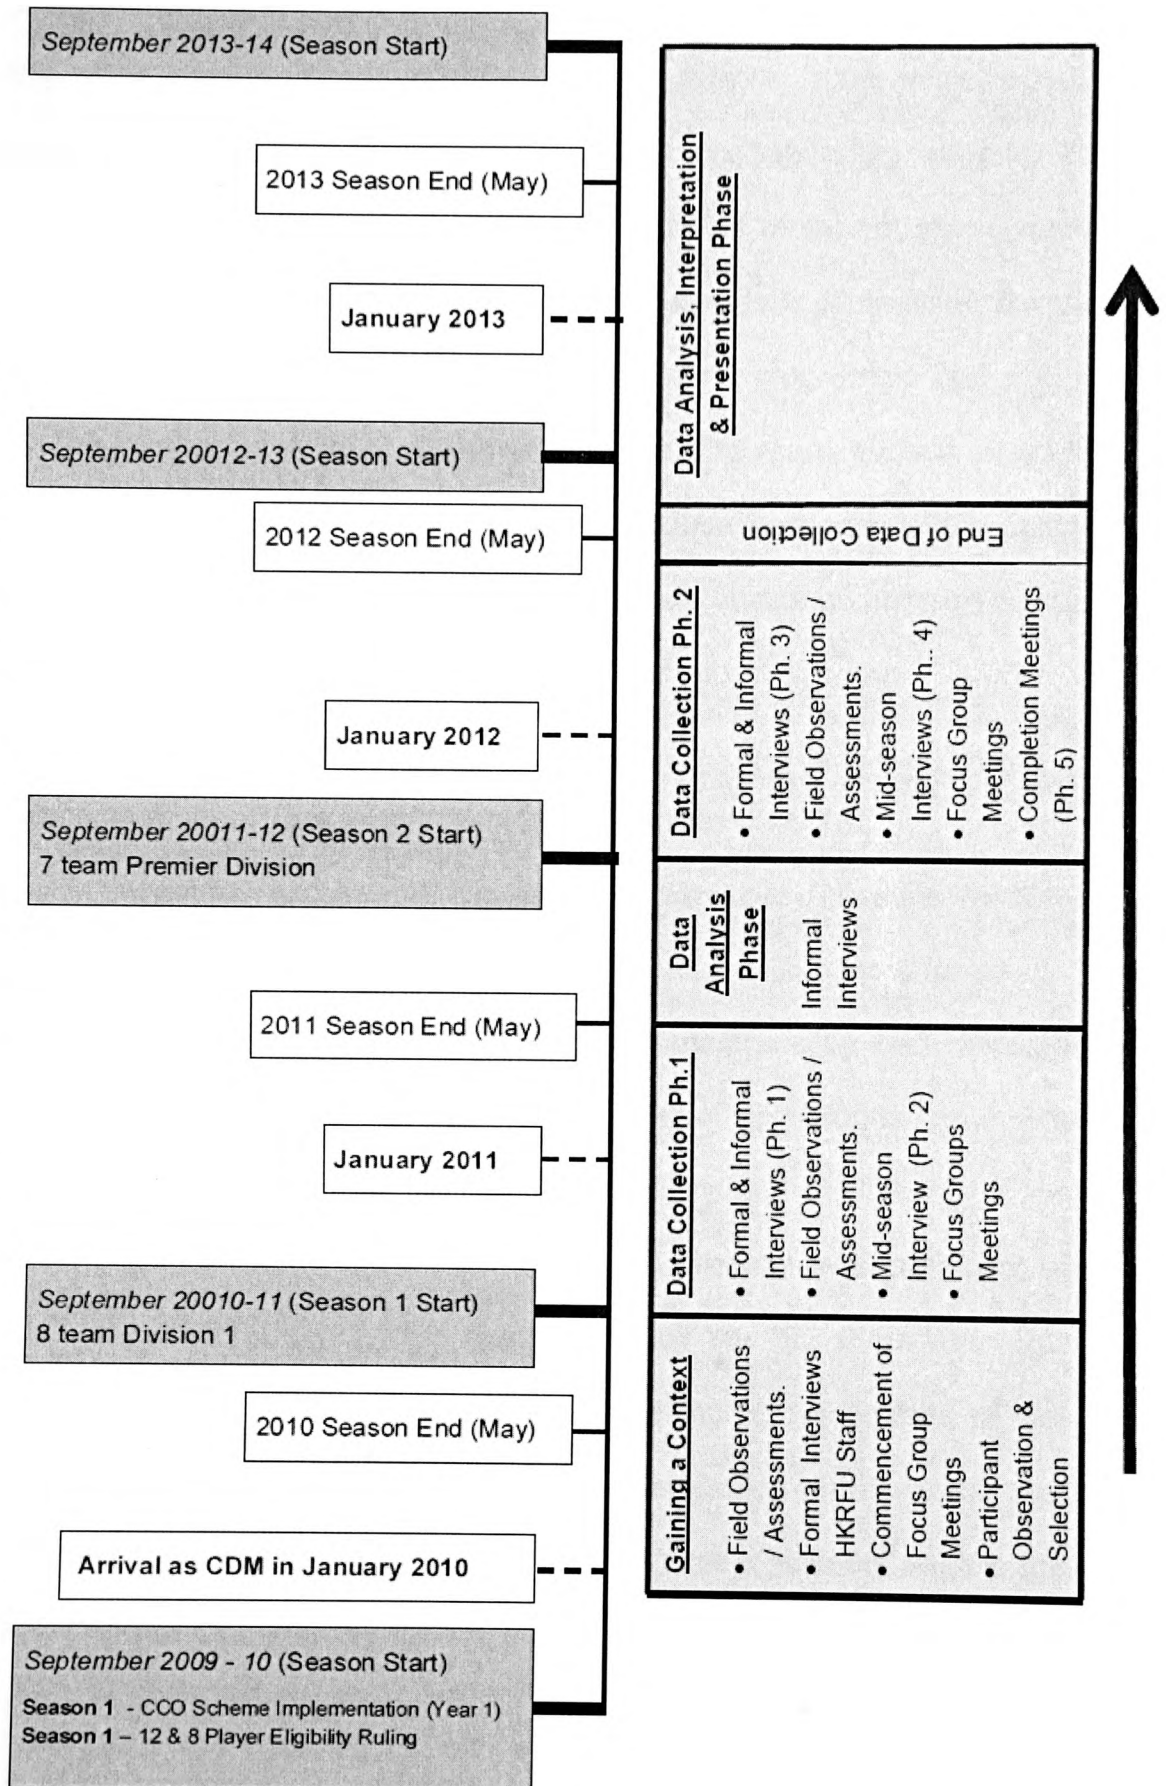 September 2013-14 (Season Start)
2013 Season End (May)
January 2013
September 20012-13 (Season Start)
2012 Season End (May)
January 2012
September 20011-12 (Season 2 Start)
7 team Premier Division
2011 Season End (May)
January 2011
September 20010-11 (Season 1 Start)
8 team Division 1
2010 Season End (May)
Arrival as CDM in January 2010
September 2009 - 10 (Season Start)
Season 1 - CCO Scheme Implementation (Year 1)
Season 1 – 12 & 8 Player Eligibility Ruling
Gaining a Context
• Field Observations
/ Assessments.
• Formal Interviews
HKRFU Staff
• Commencement of
Focus Group
Meetings
• Participant
Observation &
Selection
Data Collection Ph.1
• Formal & Informal
Interviews (Ph. 1)
• Field Observations /
Assessments.
• Mid-season
Interview (Ph. 2)
• Focus Groups
Meetings
Data
Analysis
Phase
Informal
Interviews
Data Collection Ph. 2
• Formal & Informal
Interviews (Ph. 3)
• Field Observations /
Assessments.
• Mid-season
Interviews (Ph.. 4)
• Focus Group
Meetings
• Completion Meetings
(Ph. 5)
End of Data Collection
Data Analysis, Interpretation
& Presentation Phase